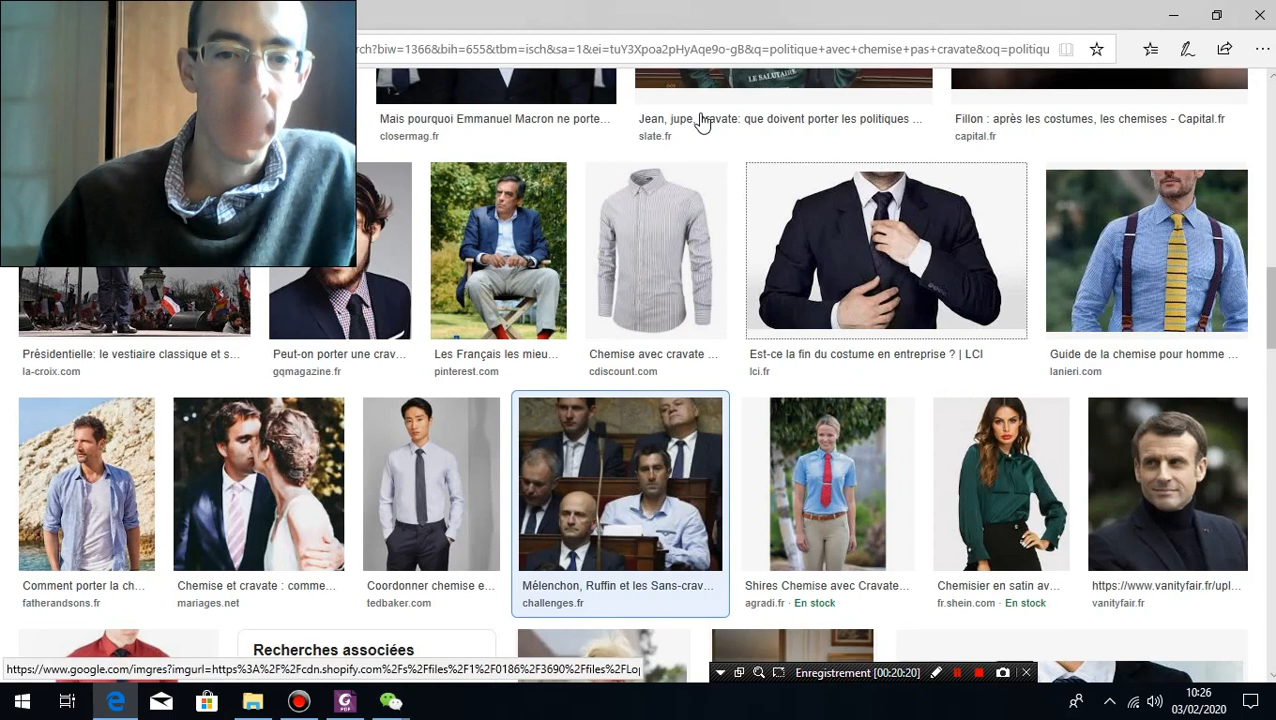 rch?biw=1366&bih=655&tbm=isch&sa=1&ei=tuY3Xpoa2pHyAqe9o-gB&q=politique+avec+chemise+pas+cravate&oq=politiqu
LE SALUTAIRE
Mais pourquoi Emmanuel Macron ne porte...
closermag.fr
Jean, jupe, cravate: que doivent porter les politiques ...
slate.fr
Fillon : après les costumes, les chemises - Capital.fr
capital.fr
Présidentielle: le vestiaire classique et s...
la-croix.com
Peut-on porter une crav...
gqmagazine.fr
Les Français les mieu...
pinterest.com
Chemise avec cravate ...
cdiscount.com
Est-ce la fin du costume en entreprise ? | LCI
lci.fr
Guide de la chemise pour homme ...
lanieri.com
Comment porter la ch...
fatherandsons.fr
Chemise et cravate : comme...
mariages.net
Coordonner chemise e...
tedbaker.com
Mélenchon, Ruffin et les Sans-crav...
challenges.fr
Shires Chemise avec Cravate...
agradi.fr · En stock
Chemisier en satin av...
fr.shein.com · En stock
https://www.vanityfair.fr/upl...
vanityfair.fr
Recherches associées
https://www.google.com/imgres?imgurl=https%3A%2F%2Fcdn.shopify.com%2Fs%2Ffiles%2F1%2F0186%2F3690%2Ffiles%2FLo
Enregistrement [00:20:20]
10:26
03/02/2020